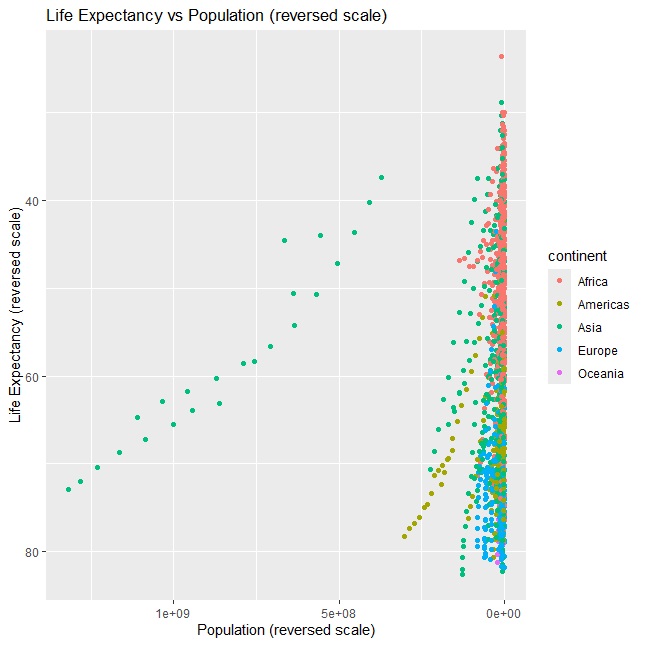 Life Expectancy vs Population (reversed scale)
Life Expectancy (reversed scale)
40
60
80
1e+09
5e+08
0e+00
Population (reversed scale)
continent
Africa
Americas
Asia
Europe
Oceania